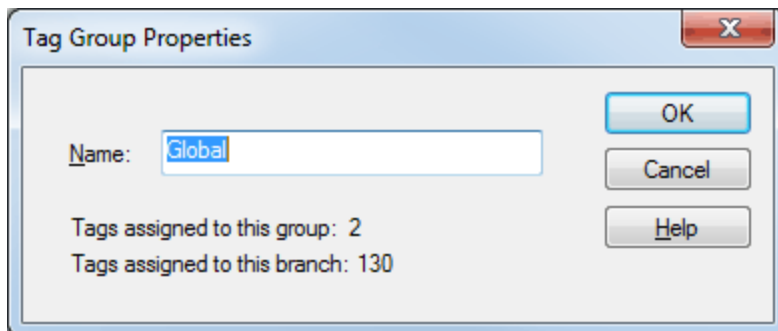 Tag Group Properties
X
OK
Name: Global
Cancel
Tags assigned to this group: 2
Help
Tags assigned to this branch: 130